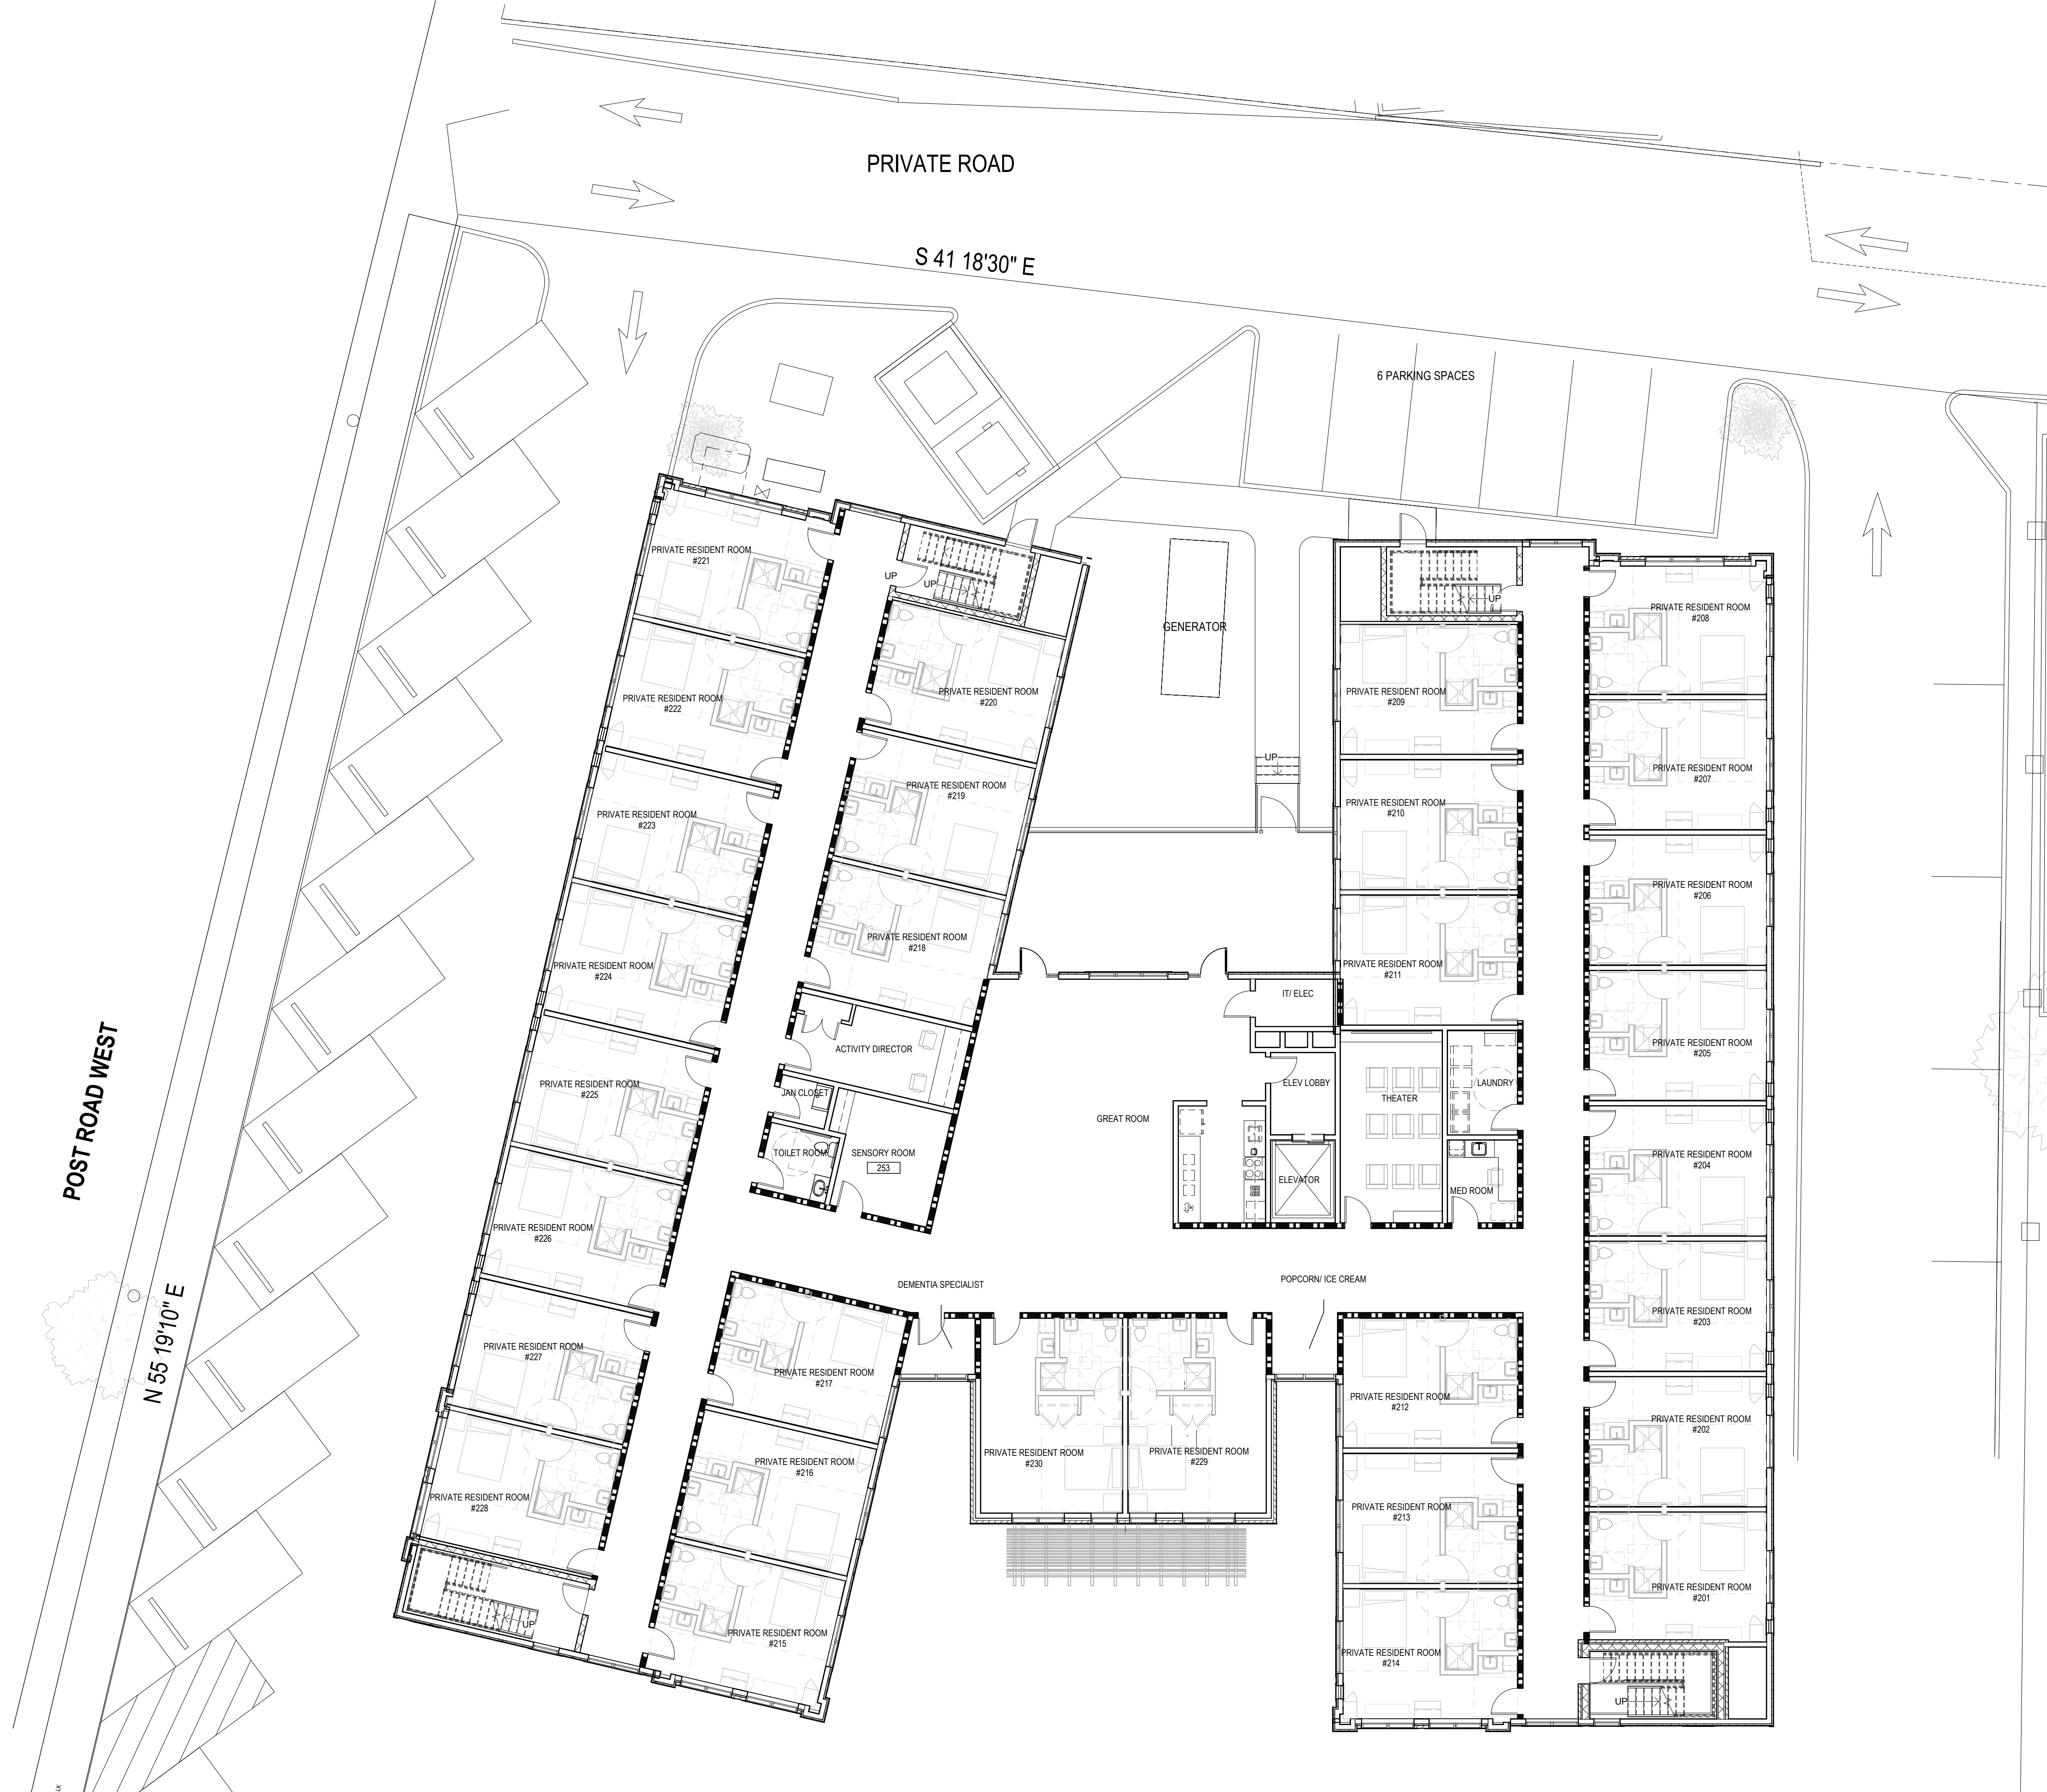 PRIVATE ROAD
S 41 18'30" E
6 PARKING SPACES
PRIVATE RESIDENT ROOM
#221
UP
UP
UP
PRIVATE RESIDENT ROOM
#208
GENERATOR
PRIVATE RESIDENT ROOM
#222
PRIVATE RESIDENT ROOM
#220
PRIVATE RESIDENT ROOM
#209
UP
PRIVATE RESIDENT ROOM
#207
PRIVATE RESIDENT ROOM
#219
PRIVATE RESIDENT ROOM
#210
PRIVATE RESIDENT ROOM
#223
PRIVATE RESIDENT ROOM
#206
PRIVATE RESIDENT ROOM
#218
PRIVATE RESIDENT ROOM
#224
PRIVATE RESIDENT ROOM
#211
IT/ ELEC
PRIVATE RESIDENT ROOM
#205
ACTIVITY DIRECTOR
POST ROAD WEST
PRIVATE RESIDENT ROOM
#225
JAN CLOSET
ELEV LOBBY
THEATER
LAUNDRY
GREAT ROOM
TOILET ROOM
SENSORY ROOM
253
PRIVATE RESIDENT ROOM
#204
ELEVATOR
MED ROOM
PRIVATE RESIDENT ROOM
#226
DEMENTIA SPECIALIST
POPCORN/ ICE CREAM
PRIVATE RESIDENT ROOM
#203
N 55 19'10" E
PRIVATE RESIDENT ROOM
#227
PRIVATE RESIDENT ROOM
#217
PRIVATE RESIDENT ROOM
#212
PRIVATE RESIDENT ROOM
#202
PRIVATE RESIDENT ROOM
#230
PRIVATE RESIDENT ROOM
#229
PRIVATE RESIDENT ROOM
#216
PRIVATE RESIDENT ROOM
#228
PRIVATE RESIDENT ROOM
#213
PRIVATE RESIDENT ROOM
#201
UP
PRIVATE RESIDENT ROOM
#215
PRIVATE RESIDENT ROOM
#214
UP